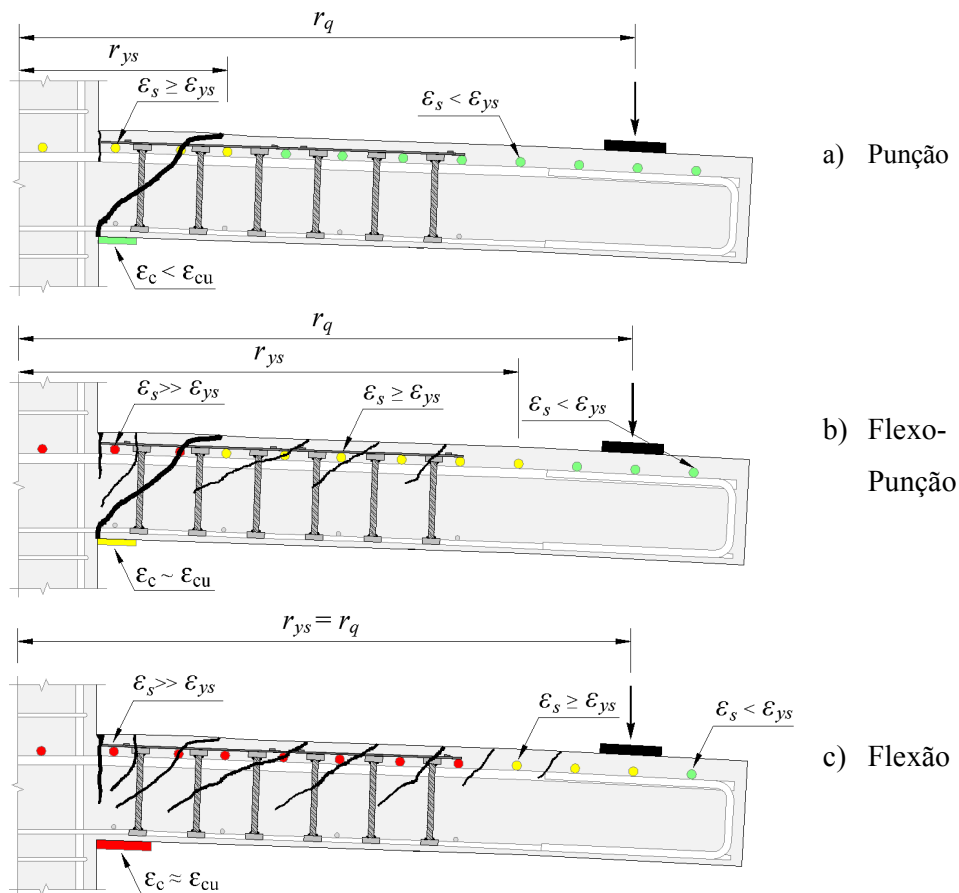 r_q
r_ys
ε_s ≥ ε_ys
ε_s < ε_ys
a) Punção
ε_c < ε_cu
r_q
r_ys
ε_s >> ε_ys
ε_s ≥ ε_ys
ε_s < ε_ys
b) Flexo-
Punção
ε_c ~ ε_cu
r_ys = r_q
ε_s >> ε_ys
ε_s ≥ ε_ys
ε_s < ε_ys
c) Flexão
ε_c ≈ ε_cu